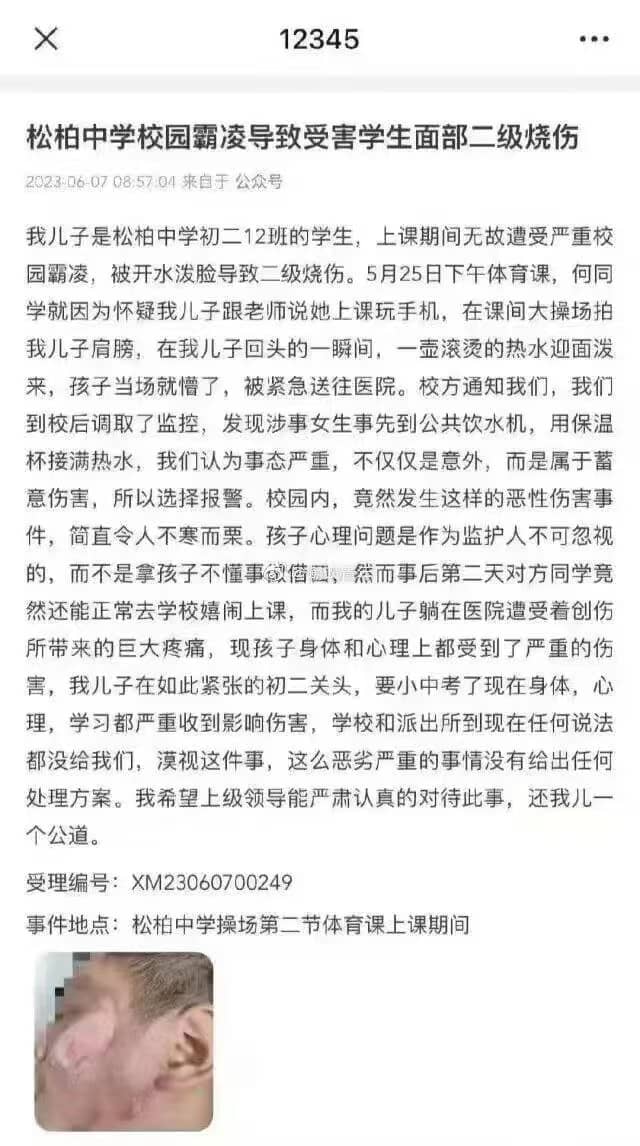 12345
松柏中学校园霸凌导致受害学生面部二级烧伤
2023-06-07 08:57:04 来自于 公众号
我儿子是松柏中学初二12班的学生，上课期间无故遭受严重校
园霸凌，被开水泼脸导致二级烧伤。5月25日下午体育课，何同
学就因为怀疑我儿子跟老师说她上课玩手机，在课间大操场拍
我儿子肩膀，在我儿子回头的一瞬间，一壶滚烫的热水迎面泼
来，孩子当场就懵了，被紧急送往医院。校方通知我们，我们
到校后调取了监控，发现涉事女生事先到公共饮水机，用保温
杯接满热水，我们认为事态严重，不仅仅是意外，而是属于蓄
意伤害，所以选择报警。校园内，竟然发生这样的恶性伤害事
件，简直令人不寒而栗。孩子心理问题是作为监护人不可忽视
的，而不是拿孩子不懂事做借口，然而事后第二天对方同学竟
然还能正常去学校嬉闹上课，而我的儿子躺在医院遭受着创伤
所带来的巨大疼痛，现孩子身体和心理上都受到了严重的伤
害，我儿子在如此紧张的初二关头，要小中考了现在身体，心
理，学习都严重收到影响伤害，学校和派出所到现在任何说法
都没给我们，漠视这件事，这么恶劣严重的事情没有给出任何
处理方案。我希望上级领导能严肃认真的对待此事，还我儿一
个公道。
受理编号：XM23060700249
事件地点：松柏中学操场第二节体育课上课期间